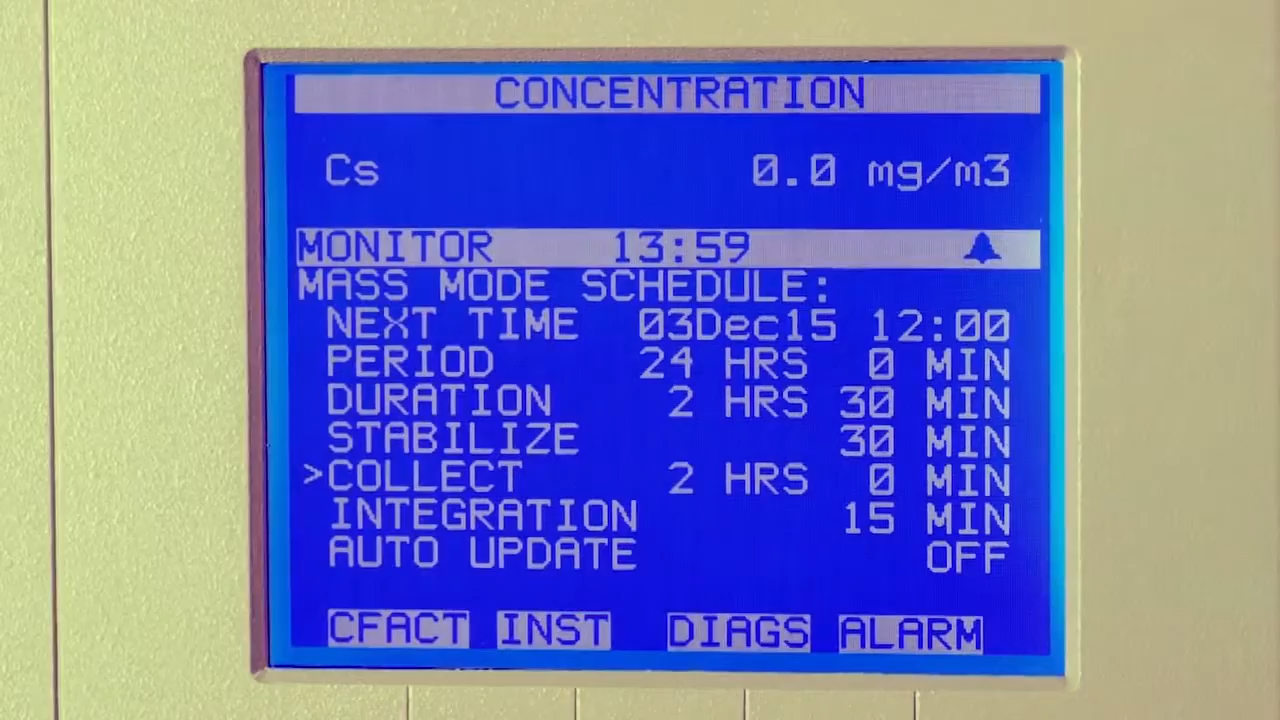 CONCENTRATION
Cs 0.0 mg/m3
MONITOR 13:59
MASS MODE SCHEDULE:
NEXT TIME 03Dec15 12:00
PERIOD 24 HRS 0 MIN
DURATION 2 HRS 30 MIN
STABILIZE 30 MIN
>COLLECT 2 HRS 0 MIN
INTEGRATION 15 MIN
AUTO UPDATE OFF
CFACT INST DIAGS ALARM